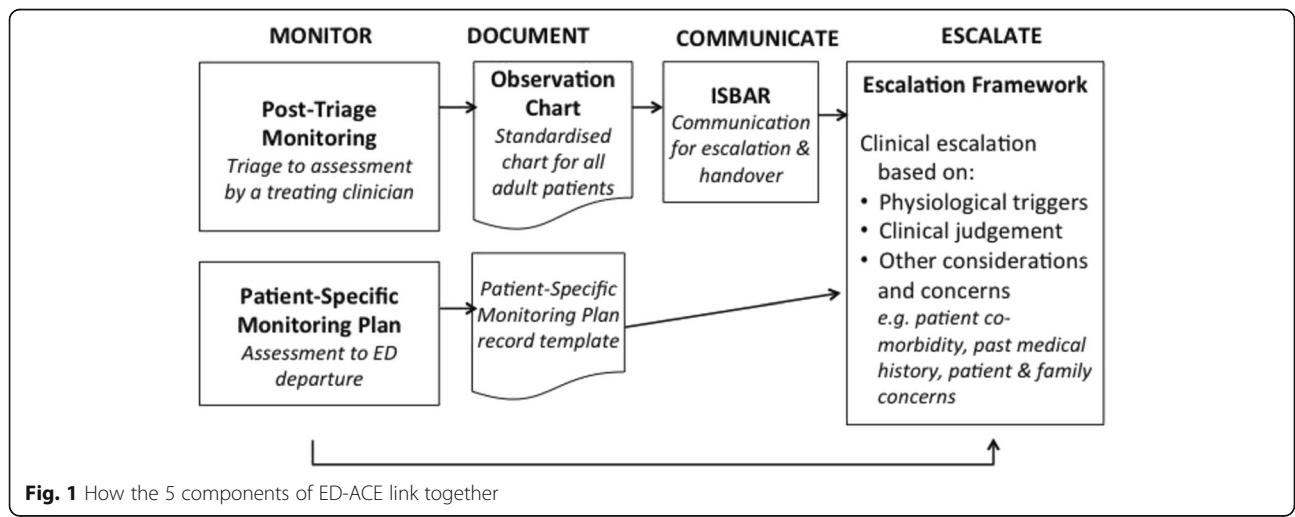 MONITOR DOCUMENT COMMUNICATE ESCALATE
Post-Triage
Monitoring
Triage to assessment
by a treating clinician
Observation
Chart
Standardised
chart for all
adult patients
ISBAR
Communication
for escalation &
handover
Escalation Framework
Clinical escalation
based on:
• Physiological triggers
• Clinical judgement
• Other considerations
and concerns
e.g. patient co-
morbidity, past medical
history, patient & family
concerns
Patient-Specific
Monitoring Plan
Assessment to ED
departure
Patient-Specific
Monitoring Plan
record template
Fig. 1 How the 5 components of ED-ACE link together